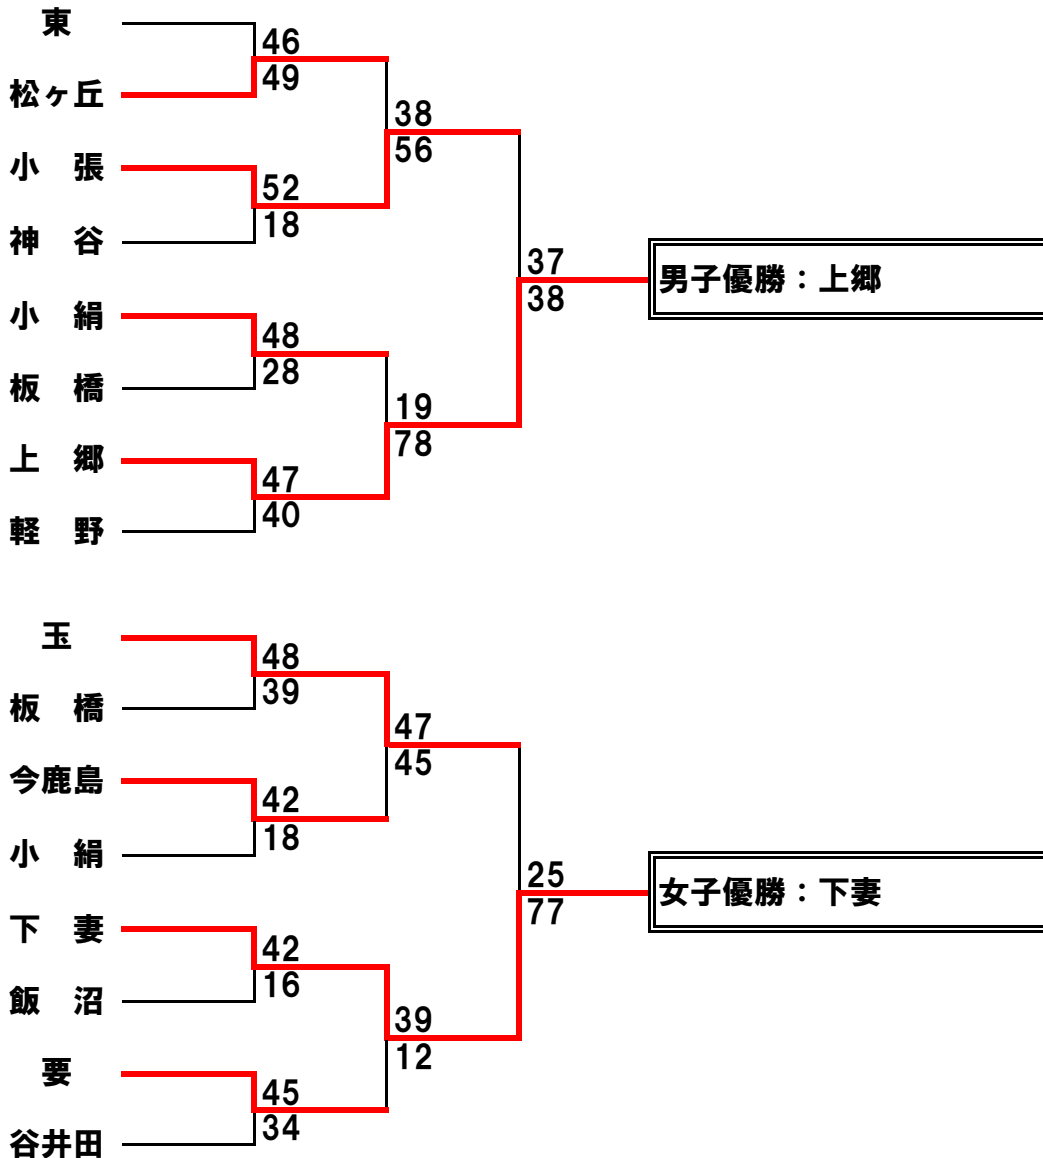 東
46
49
松ヶ丘
38
56
小　張
52
18
神　谷
37
38
男子優勝：上郷
小　絹
48
28
板　橋
19
78
上　郷
47
40
軽　野
玉
48
39
板　橋
47
45
今鹿島
42
18
小　絹
25
77
女子優勝：下妻
下　妻
42
16
飯　沼
39
12
要
45
34
谷井田